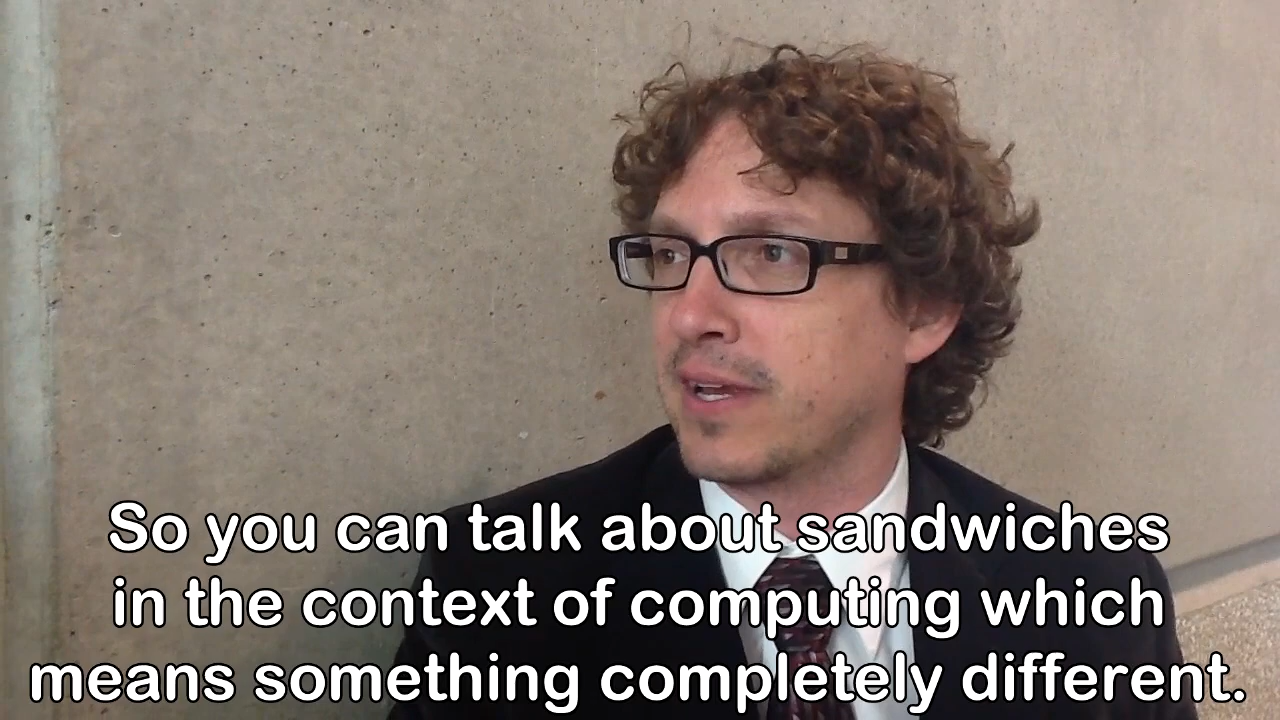 So you can talk about sandwiches
in the context of computing which
means something completely different.